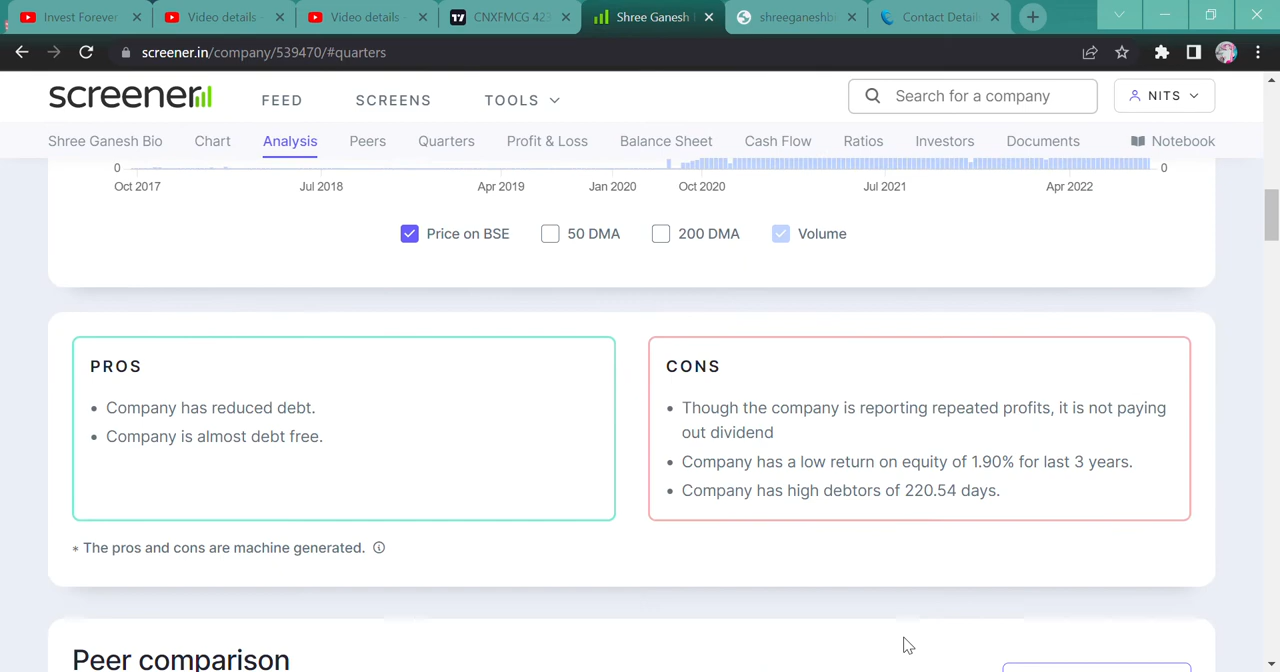 Invest Forever
Video details
Video details
CNXFMCG 423
Shree Ganesh
shreeganeshb
Contact Detail
screener.in/company/539470/#quarters
screener
FEED
SCREENS
TOOLS
Search for a company
NITS
Shree Ganesh Bio
Chart
Analysis
Peers
Quarters
Profit & Loss
Balance Sheet
Cash Flow
Ratios
Investors
Documents
Notebook
0
0
Oct 2017
Jul 2018
Apr 2019
Jan 2020
Oct 2020
Jul 2021
Apr 2022
Price on BSE
50 DMA
200 DMA
Volume
PROS
• Company has reduced debt.
• Company is almost debt free.
CONS
• Though the company is reporting repeated profits, it is not paying
out dividend
• Company has a low return on equity of 1.90% for last 3 years.
• Company has high debtors of 220.54 days.
* The pros and cons are machine generated.
Peer comparison